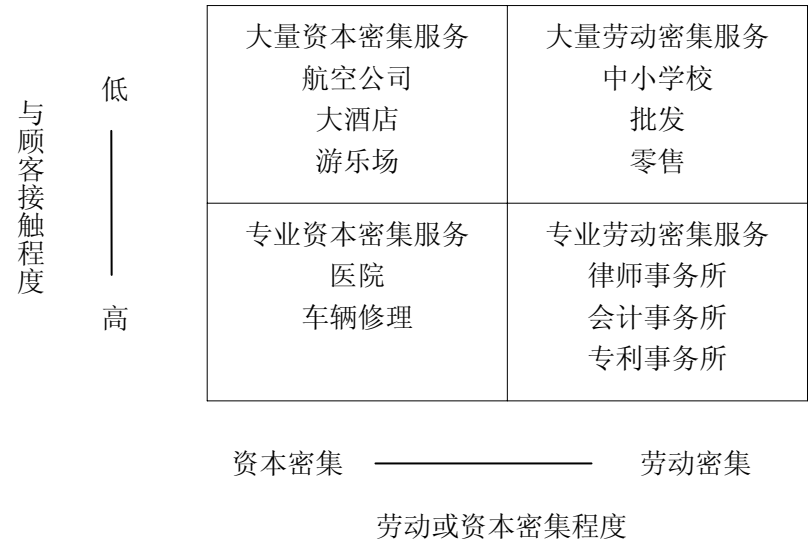 与顾客接触程度
低
高
大量资本密集服务
航空公司
大酒店
游乐场
大量劳动密集服务
中小学校
批发
零售
专业资本密集服务
医院
车辆修理
专业劳动密集服务
律师事务所
会计事务所
专利事务所
资本密集
劳动密集
劳动或资本密集程度